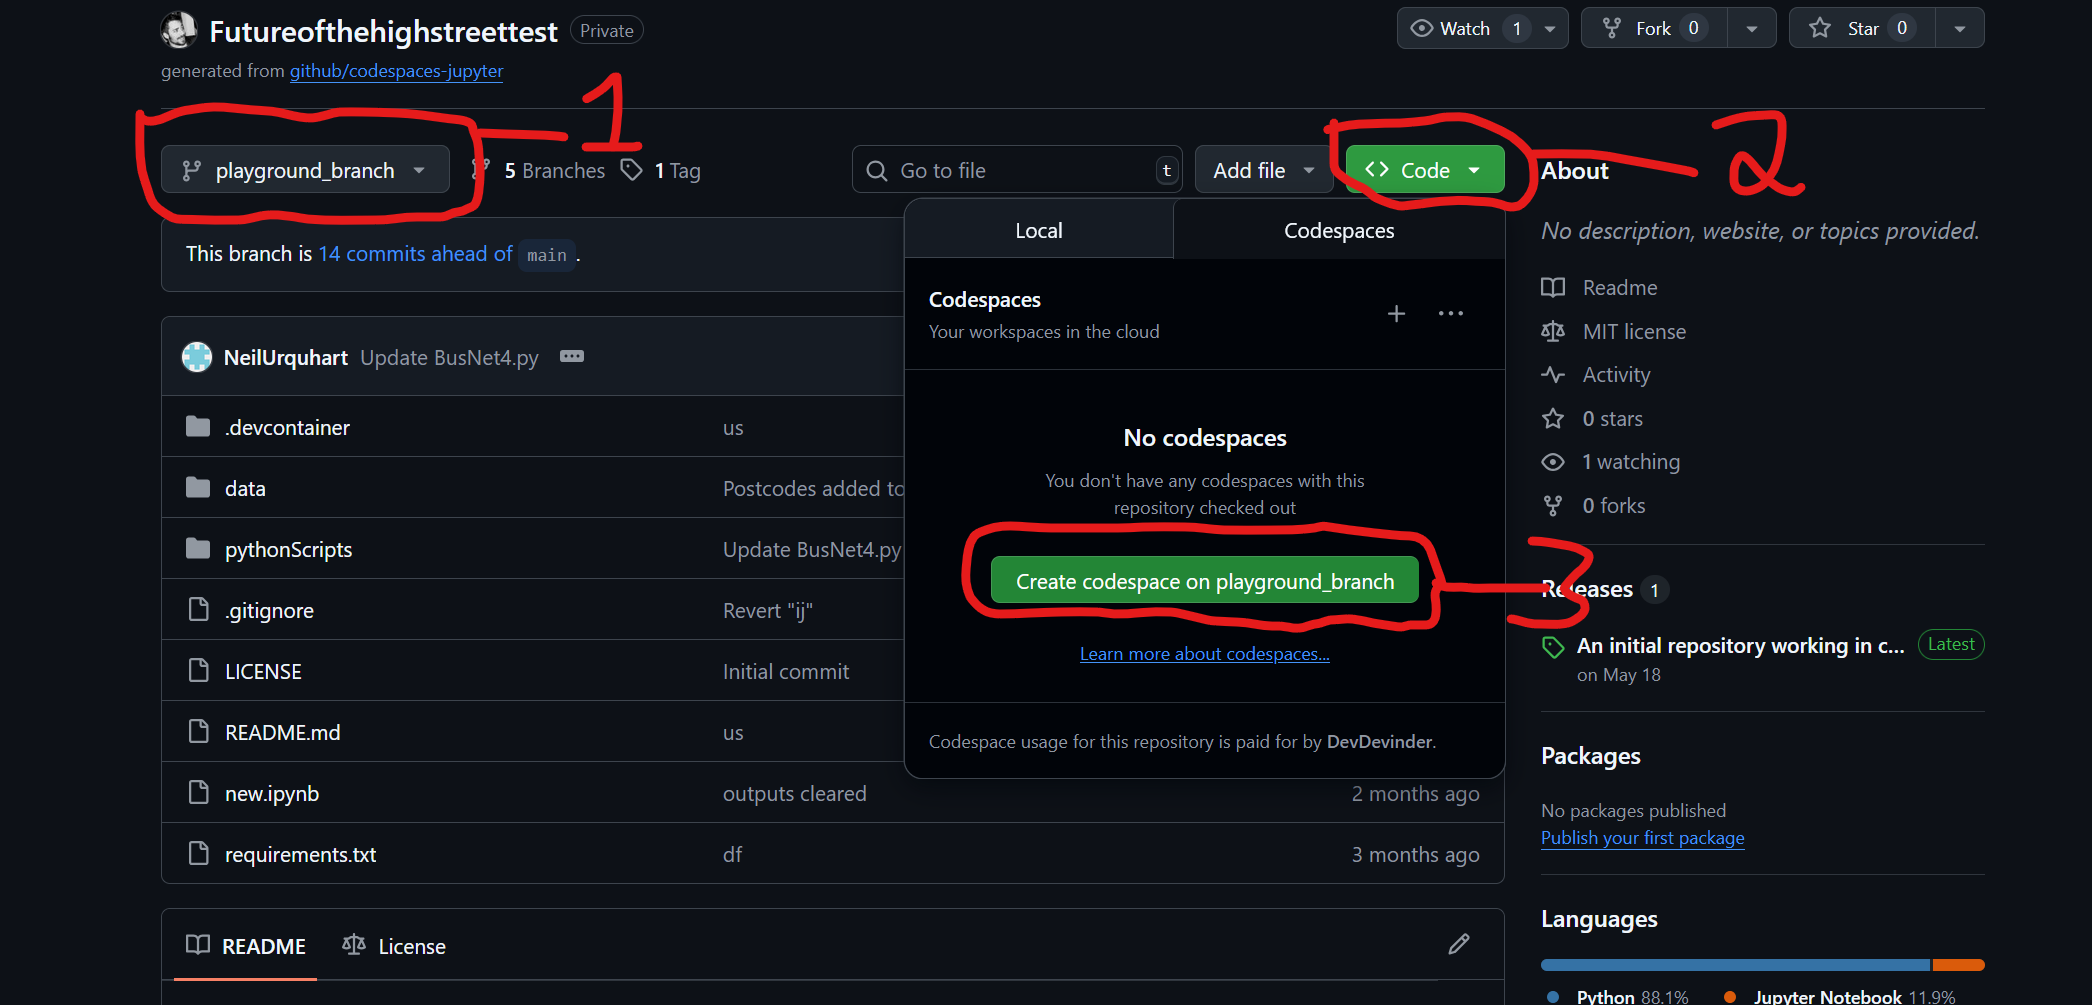 Futureofthehighstreettest Private
Watch 1 Fork 0 Star 0
generated from github/codespaces-jupyter
1
2
playground_branch 5 Branches 1 Tag Go to file t Add file Code
This branch is 14 commits ahead of main.
NeilUrquhart Update BusNet4.py
.devcontainer us
data Postcodes added to
pythonScripts Update BusNet4.py
.gitignore Revert "ij"
LICENSE Initial commit
README.md us
new.ipynb outputs cleared 2 months ago
requirements.txt df 3 months ago
README License
Local Codespaces
Codespaces
Your workspaces in the cloud
No codespaces
You don't have any codespaces with this
repository checked out
Create codespace on playground_branch
3
Learn more about codespaces...
Codespace usage for this repository is paid for by DevDevinder.
About
No description, website, or topics provided.
Readme
MIT license
Activity
0 stars
1 watching
0 forks
Releases 1
An initial repository working in c... Latest
on May 18
Packages
No packages published
Publish your first package
Languages
Python 88.1% Jupyter Notebook 11.9%